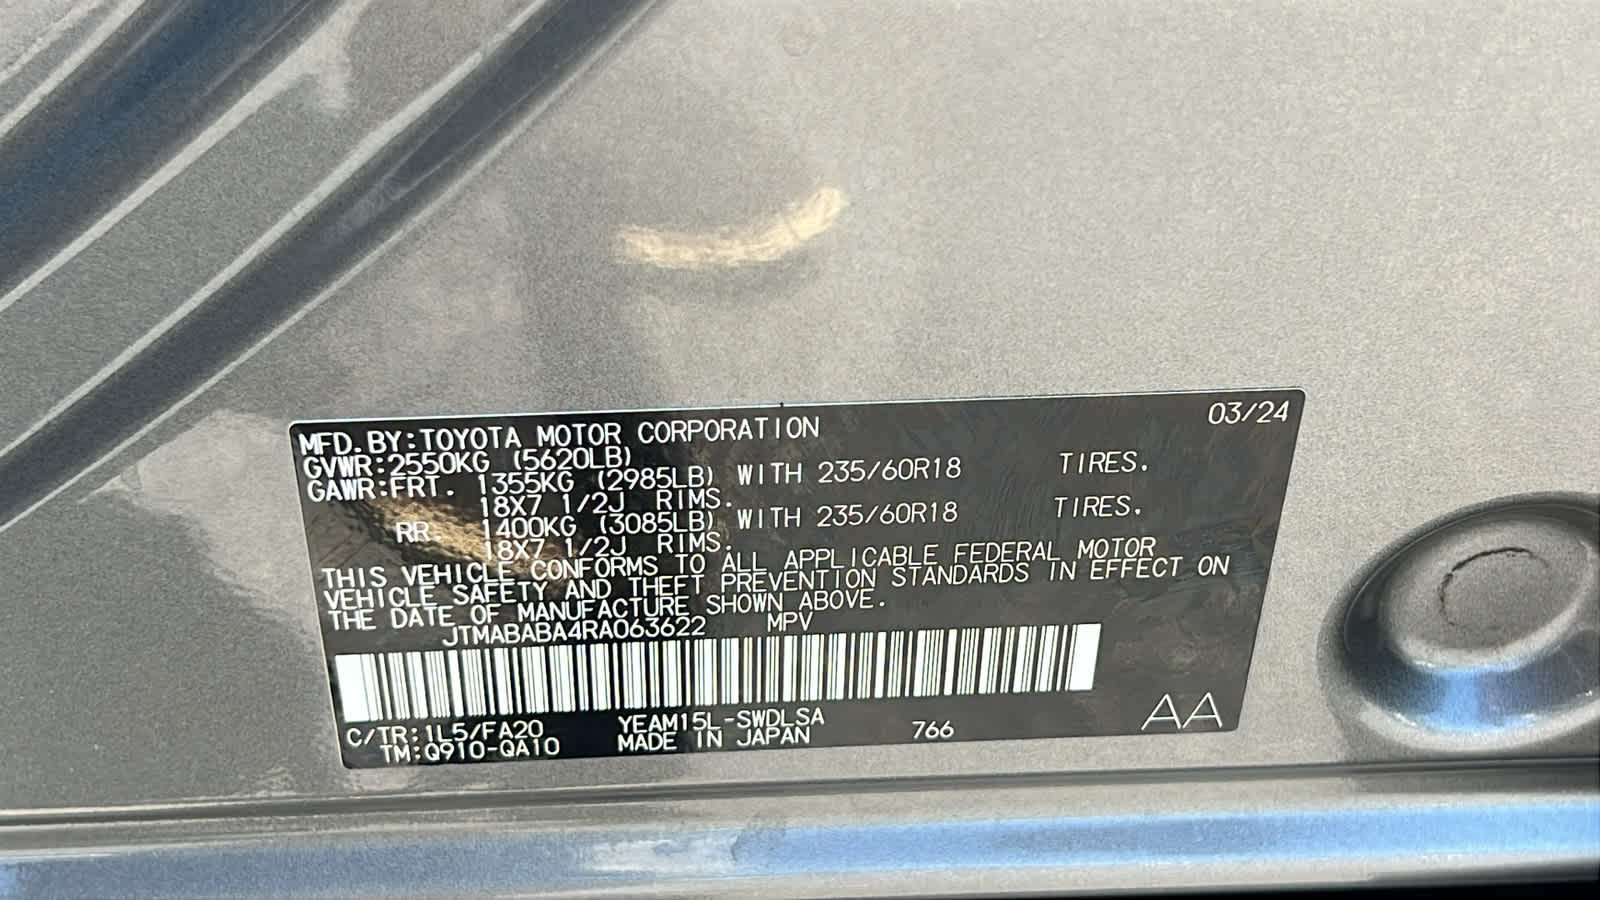 03/24
MFD.BY:TOYOTA MOTOR CORPORATION
GVWR:2550KG (5620LB)
GAWR:FRT. 1355KG (2985LB) WITH 235/60R18 TIRES.
18X7 1/2J RIMS.
RR. 1400KG (3085LB) WITH 235/60R18 TIRES.
18X7 1/2J RIMS.
THIS VEHICLE CONFORMS TO ALL APPLICABLE FEDERAL MOTOR
VEHICLE SAFETY AND THEFT PREVENTION STANDARDS IN EFFECT ON
THE DATE OF MANUFACTURE SHOWN ABOVE.
JTMABABA4RA063622 MPV
C/TR:1L5/FA20 YEAM15L-SWDLSA 766 AA
TM:Q910-QA10 MADE IN JAPAN